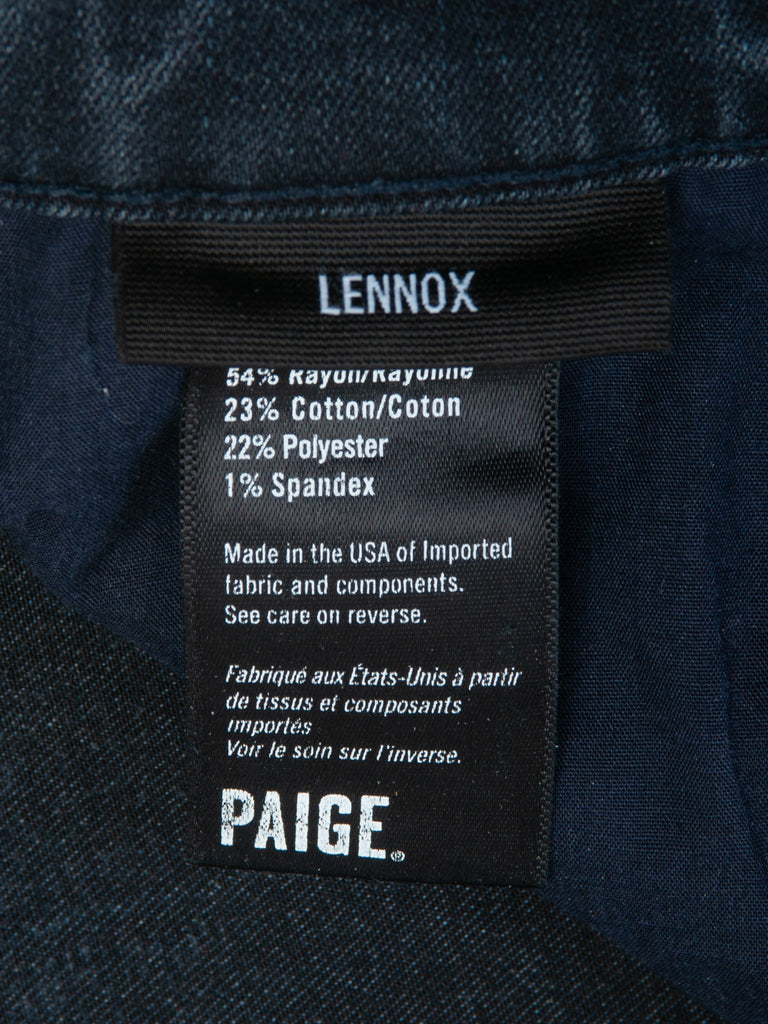 LENNOX
54% Rayon/Rayonne
23% Cotton/Coton
22% Polyester
1% Spandex
Made in the USA of Imported
fabric and components.
See care on reverse.
Fabriqué aux États-Unis à partir
de tissus et composants
importés
Voir le soin sur l'inverse.
PAIGE®